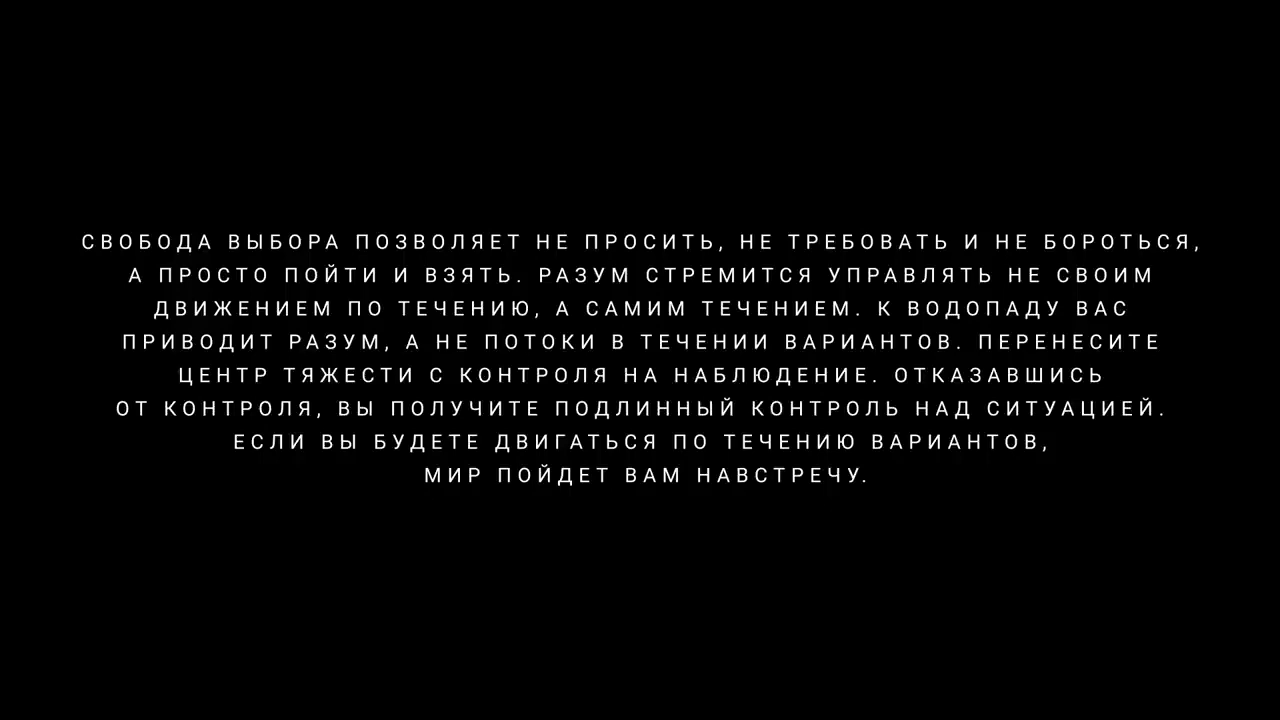 СВОБОДА ВЫБОРА ПОЗВОЛЯЕТ НЕ ПРОСИТЬ, НЕ ТРЕБОВАТЬ И НЕ БОРОТЬСЯ,
А ПРОСТО ПОЙТИ И ВЗЯТЬ. РАЗУМ СТРЕМИТСЯ УПРАВЛЯТЬ НЕ СВОИМ
ДВИЖЕНИЕМ ПО ТЕЧЕНИЮ, А САМИМ ТЕЧЕНИЕМ. К ВОДОПАДУ ВАС
ПРИВОДИТ РАЗУМ, А НЕ ПОТОКИ В ТЕЧЕНИИ ВАРИАНТОВ. ПЕРЕНЕСИТЕ
ЦЕНТР ТЯЖЕСТИ С КОНТРОЛЯ НА НАБЛЮДЕНИЕ. ОТКАЗАВШИСЬ
ОТ КОНТРОЛЯ, ВЫ ПОЛУЧИТЕ ПОДЛИННЫЙ КОНТРОЛЬ НАД СИТУАЦИЕЙ.
ЕСЛИ ВЫ БУДЕТЕ ДВИГАТЬСЯ ПО ТЕЧЕНИЮ ВАРИАНТОВ,
МИР ПОЙДЕТ ВАМ НАВСТРЕЧУ.